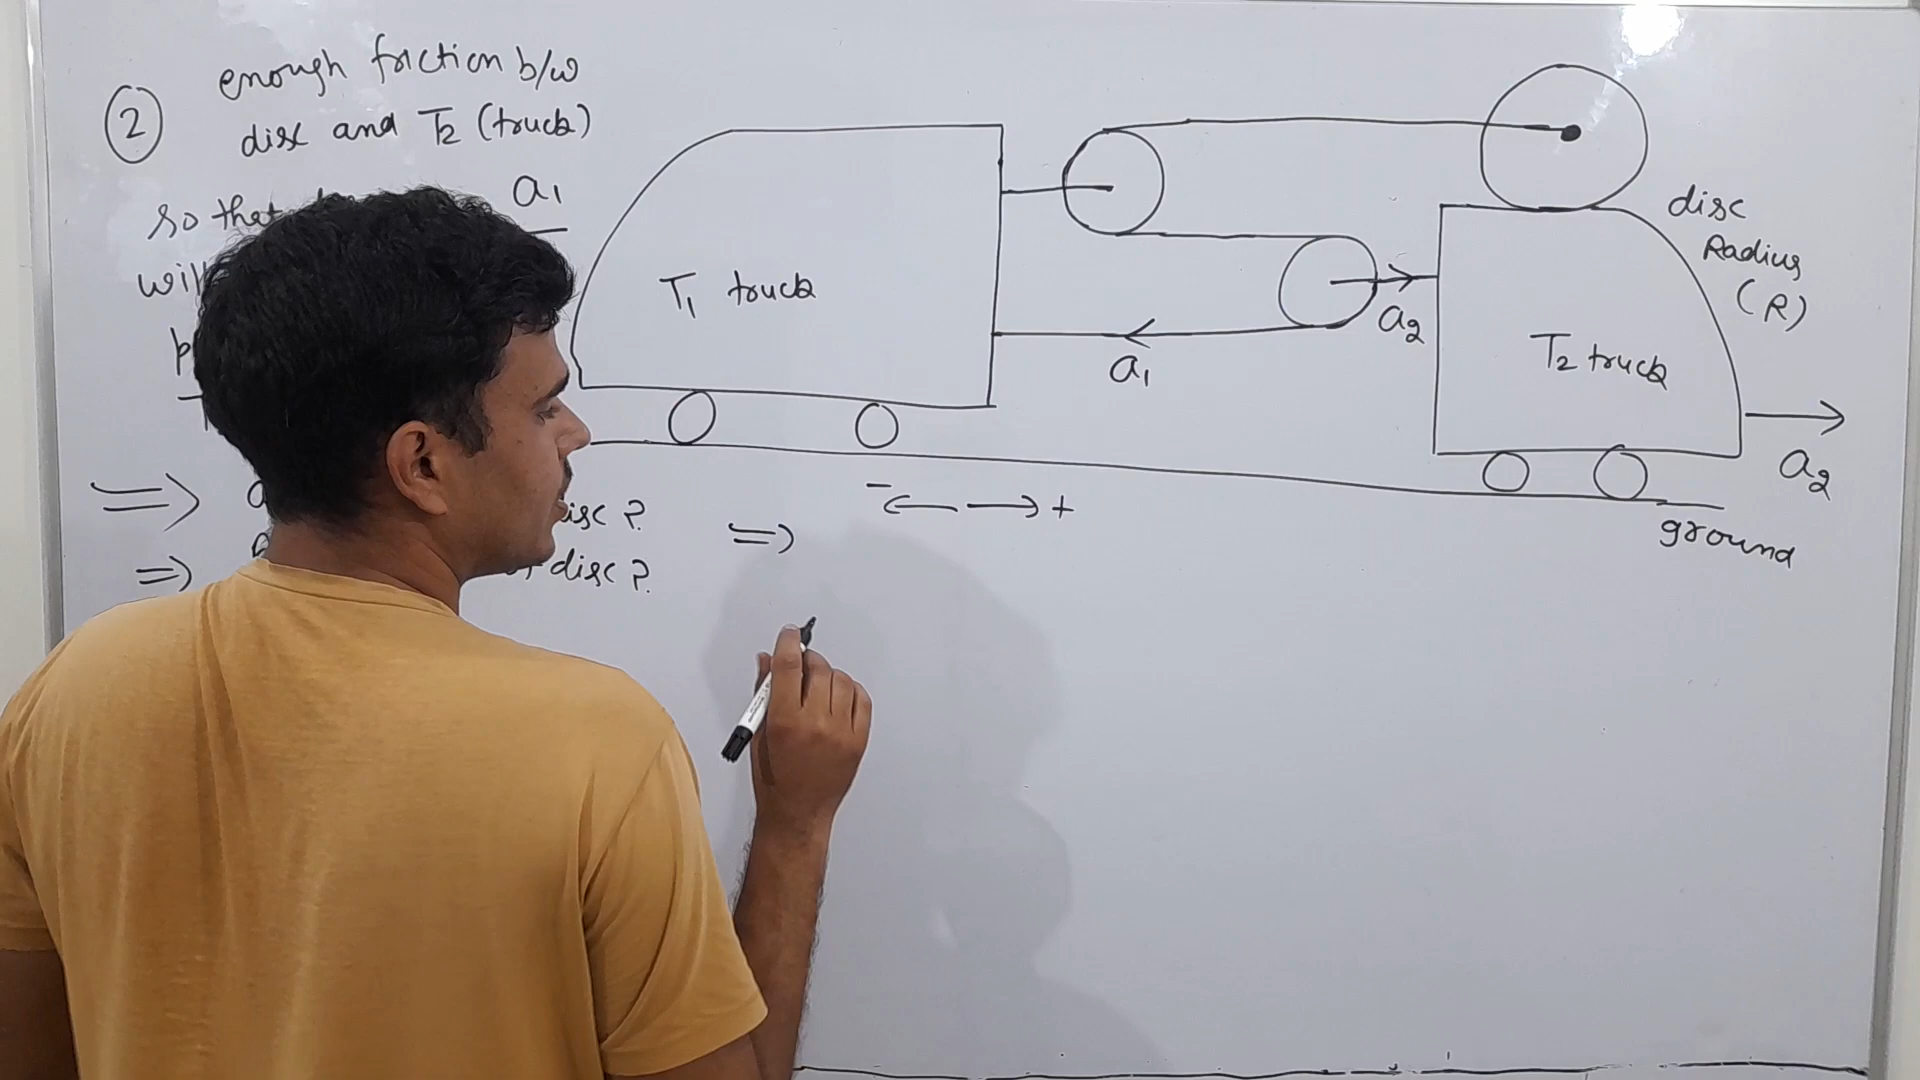 2
enough friction b/w
disc and T2 (truck)
so that
a1
T1 truck
a1
a2
disc
Radius
(R)
T2 truck
a2
- ← → +
ground
⇒
disc ?
⇒
⇒
disc ?